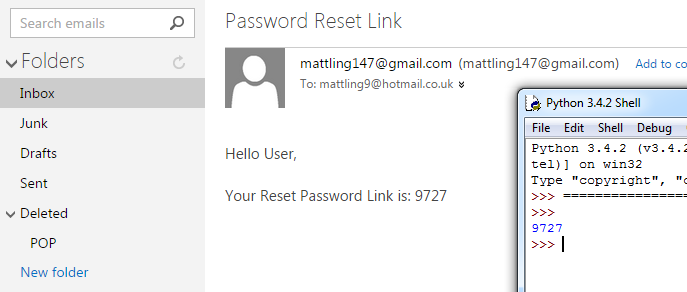 Search emails
Folders
Inbox
Junk
Drafts
Sent
Deleted
POP
New folder
Password Reset Link
mattling147@gmail.com (mattling147@gmail.com) Add to co
To: mattling9@hotmail.co.uk
Hello User,
Your Reset Password Link is: 9727
Python 3.4.2 Shell
File Edit Shell Debug
Python 3.4.2 (v3.4.2
tel)] on win32
Type "copyright", "c
>>> =================
>>>
9727
>>>